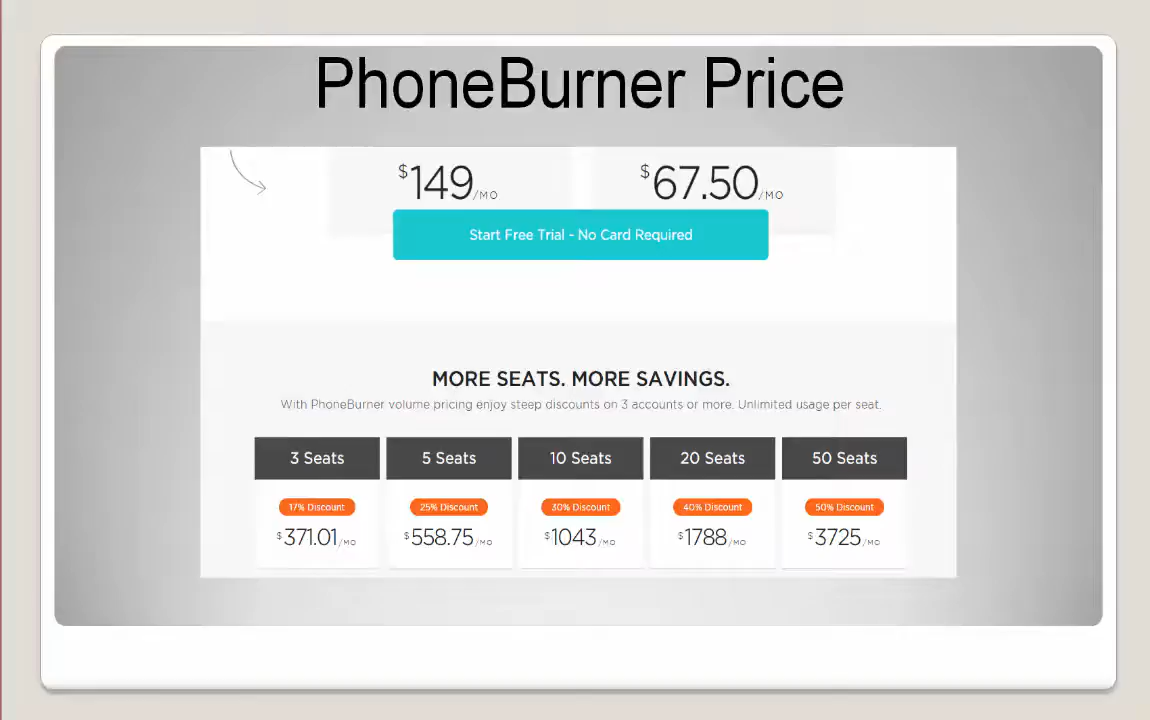 PhoneBurner Price
$149/MO $67.50/MO
Start Free Trial - No Card Required
MORE SEATS. MORE SAVINGS.
With PhoneBurner volume pricing enjoy steep discounts on 3 accounts or more. Unlimited usage per seat.
3 Seats 5 Seats 10 Seats 20 Seats 50 Seats
17% Discount 25% Discount 30% Discount 40% Discount 50% Discount
$371.01/MO $558.75/MO $1043/MO $1788/MO $3725/MO